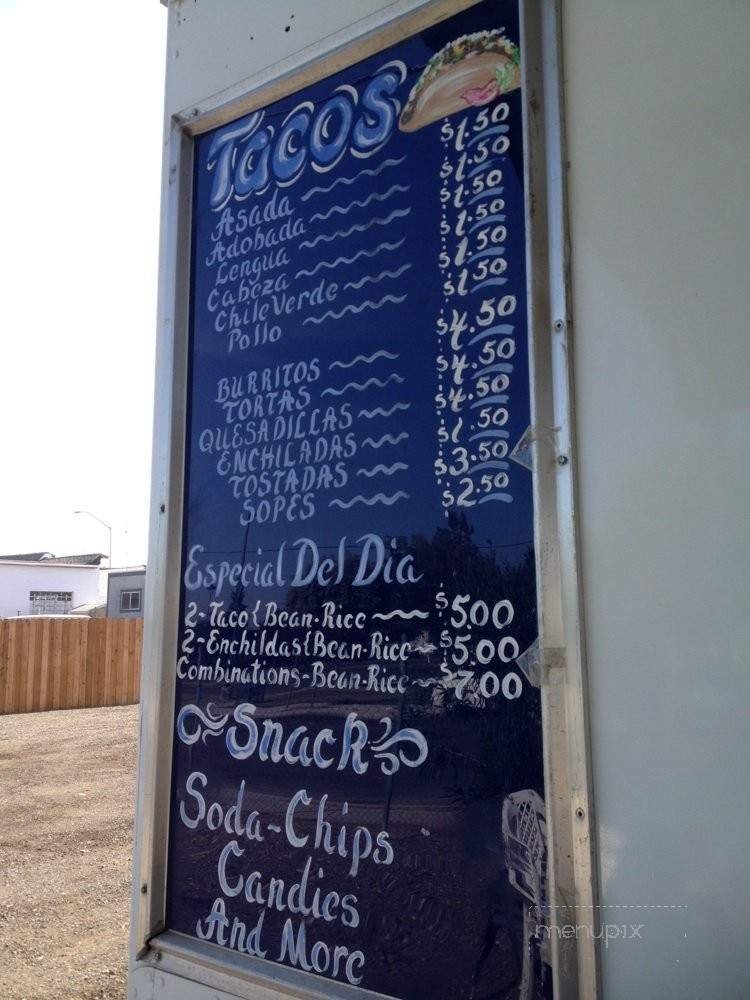 Tacos
Asada $1.50
Adobada $1.50
Lengua $1.50
Cabeza $1.50
Chile Verde $1.50
Pollo $1.50
BURRITOS $4.50
TORTAS $4.50
QUESADILLAS $4.50
ENCHILADAS $1.50
TOSTADAS $3.50
SOPES $2.50
Especial Del Dia
2-Taco & Bean-Rice $5.00
2-Enchildas & Bean-Rice $5.00
Combinations-Bean-Rice $7.00
Snack
Soda-Chips
Candies
And More
menupix